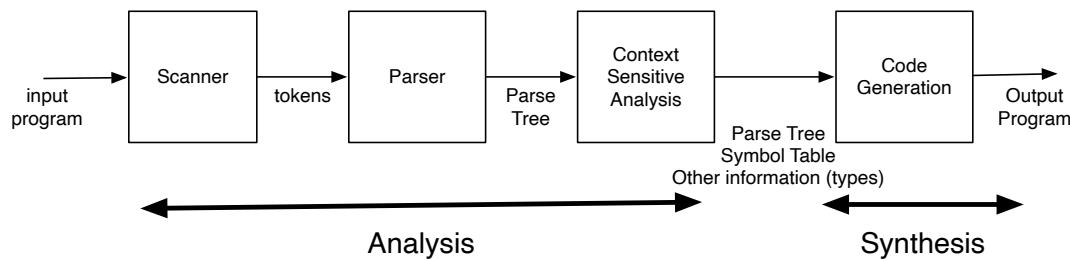 Scanner
Parser
Context
Sensitive
Analysis
Code
Generation
input
program
tokens
Parse
Tree
Parse Tree
Symbol Table
Other information (types)
Output
Program
Analysis
Synthesis